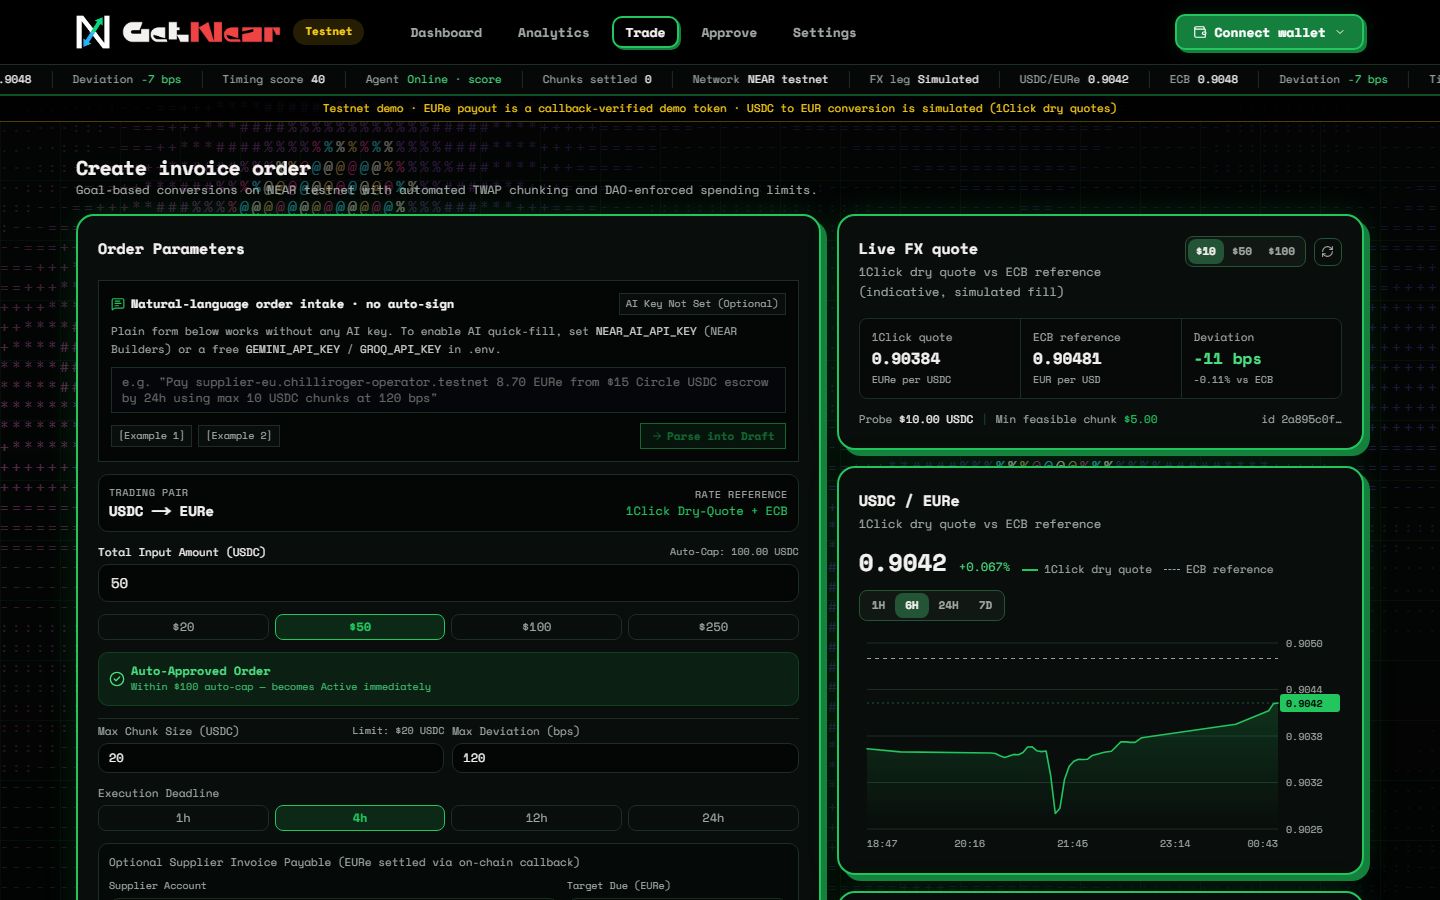 GetKlear
Testnet
Dashboard
Analytics
Trade
Approve
Settings
Connect wallet
.9048
Deviation -7 bps
Timing score 40
Agent Online · score
Chunks settled 0
Network NEAR testnet
FX leg Simulated
USDC/EURe 0.9042
ECB 0.9048
Deviation -7 bps
Ti
Testnet demo · EURe payout is a callback-verified demo token · USDC to EUR conversion is simulated (1Click dry quotes)
Create invoice order
Goal-based conversions on NEAR testnet with automated TWAP chunking and DAO-enforced spending limits.
Order Parameters
Natural-language order intake · no auto-sign
AI Key Not Set (Optional)
Plain form below works without any AI key. To enable AI quick-fill, set NEAR_AI_API_KEY (NEAR
Builders) or a free GEMINI_API_KEY / GROQ_API_KEY in .env.
e.g. "Pay supplier-eu.chilliroger-operator.testnet 8.70 EURe from $15 Circle USDC escrow
by 24h using max 10 USDC chunks at 120 bps"
[Example 1]
[Example 2]
→ Parse into Draft
TRADING PAIR
USDC → EURe
RATE REFERENCE
1Click Dry-Quote + ECB
Total Input Amount (USDC)
Auto-Cap: 100.00 USDC
50
$20
$50
$100
$250
Auto-Approved Order
Within $100 auto-cap — becomes Active immediately
Max Chunk Size (USDC)
Limit: $20 USDC
Max Deviation (bps)
20
120
Execution Deadline
1h
4h
12h
24h
Optional Supplier Invoice Payable (EURe settled via on-chain callback)
Supplier Account
Target Due (EURe)
Live FX quote
1Click dry quote vs ECB reference
(indicative, simulated fill)
$10
$50
$100
1Click quote
0.90384
EURe per USDC
ECB reference
0.90481
EUR per USD
Deviation
-11 bps
-0.11% vs ECB
Probe $10.00 USDC
Min feasible chunk $5.00
id 2a895c0f…
USDC / EURe
1Click dry quote vs ECB reference
0.9042
+0.067%
1Click dry quote
ECB reference
1H
6H
24H
7D
0.9050
0.9044
0.9042
0.9038
0.9032
0.9025
18:47
20:16
21:45
23:14
00:43